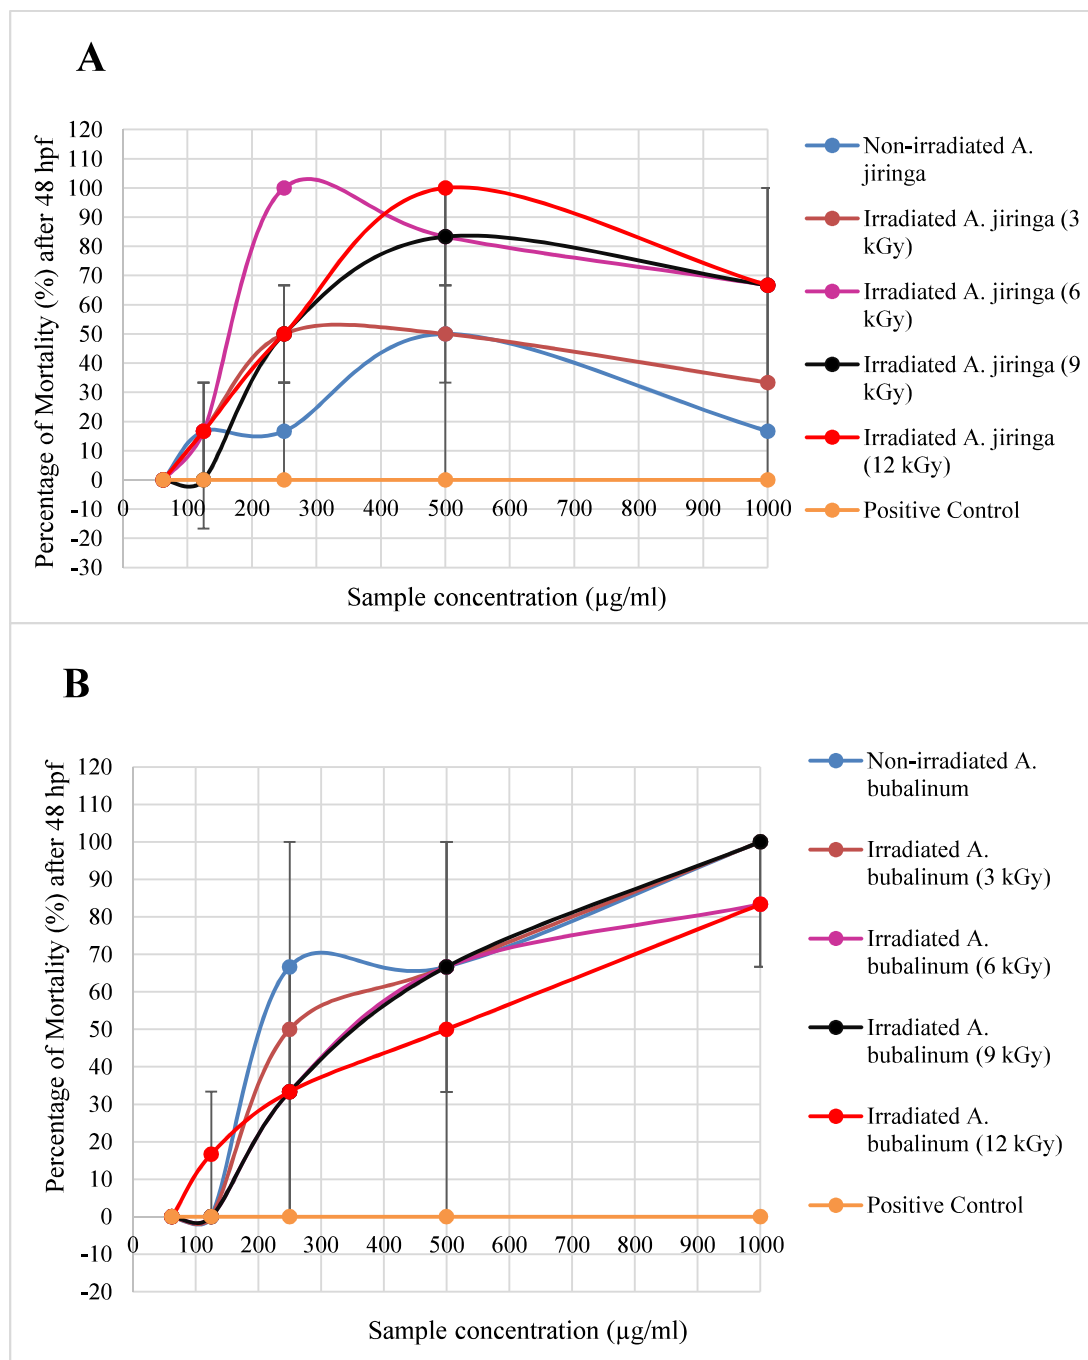 A
Percentage of Mortality (%) after 48 hpf
120
110
100
90
80
70
60
50
40
30
20
10
0
-10
-20
-30
0 100 200 300 400 500 600 700 800 900 1000
Sample concentration (µg/ml)
Non-irradiated A.
jiringa
Irradiated A. jiringa (3
kGy)
Irradiated A. jiringa (6
kGy)
Irradiated A. jiringa (9
kGy)
Irradiated A. jiringa
(12 kGy)
Positive Control
B
Percentage of Mortality (%) after 48 hpf
120
110
100
90
80
70
60
50
40
30
20
10
0
-10
-20
0 100 200 300 400 500 600 700 800 900 1000
Sample concentration (µg/ml)
Non-irradiated A.
bubalinum
Irradiated A.
bubalinum (3 kGy)
Irradiated A.
bubalinum (6 kGy)
Irradiated A.
bubalinum (9 kGy)
Irradiated A.
bubalinum (12 kGy)
Positive Control